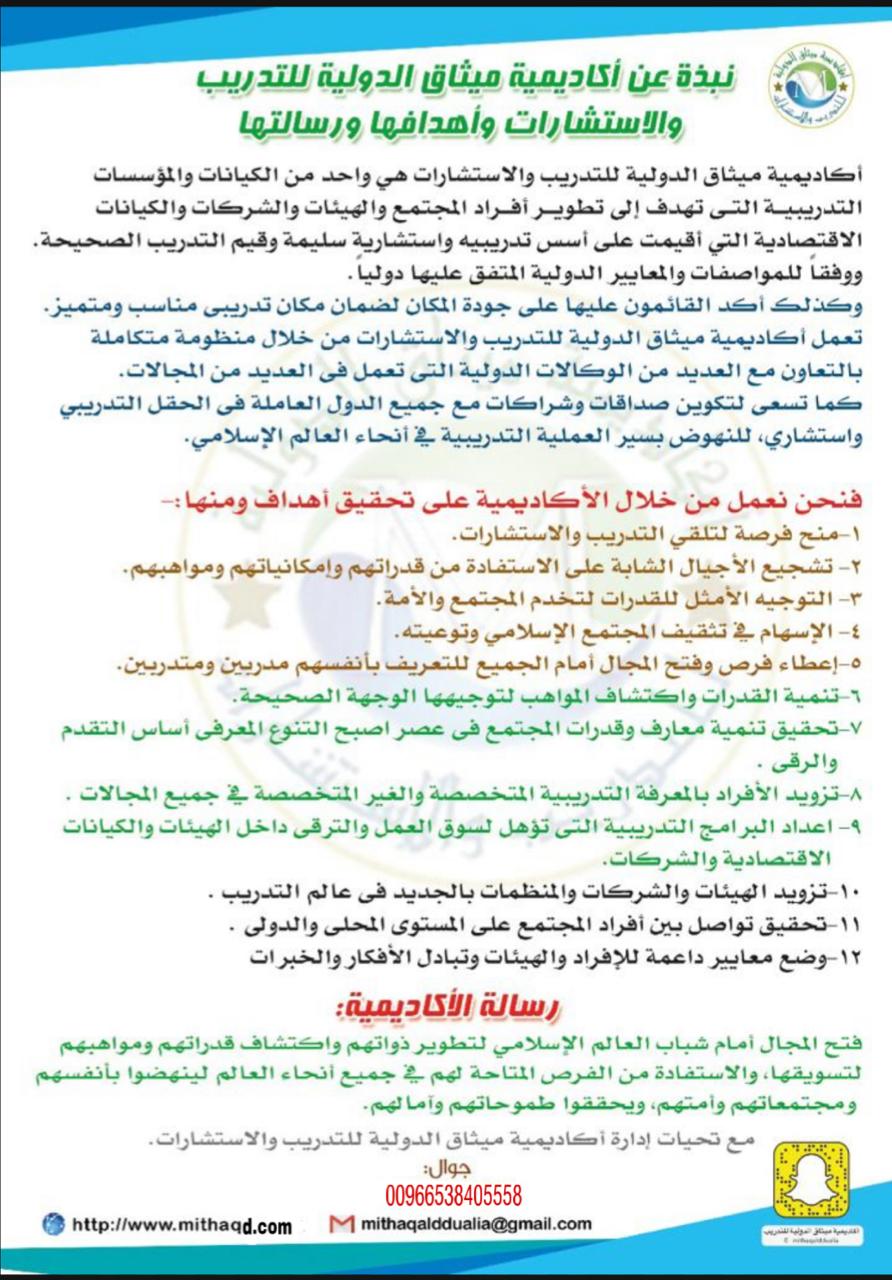 نبذة عن أكاديمية ميثاق الدولية للتدريب
والاستشارات وأهدافها ورسالتها
أكاديمية ميثاق الدولية للتدريب والاستشارات هي واحد من الكيانات والمؤسسات
التدريبية التى تهدف إلى تطوير أفراد المجتمع والهيئات والشركات والكيانات
الاقتصادية التي أقيمت على أسس تدريبيه واستشارية سليمة وقيم التدريب الصحيحة.
ووفقاً للمواصفات والمعايير الدولية المتفق عليها دولياً.
وكذلك أكد القائمون عليها على جودة المكان لضمان مكان تدريبى مناسب ومتميز.
تعمل أكاديمية ميثاق الدولية للتدريب والاستشارات من خلال منظومة متكاملة
بالتعاون مع العديد من الوكالات الدولية التى تعمل فى العديد من المجالات.
كما تسعى لتكوين صداقات وشراكات مع جميع الدول العاملة فى الحقل التدريبي
واستشاري، للنهوض بسير العملية التدريبية في أنحاء العالم الإسلامي.
فنحن نعمل من خلال الأكاديمية على تحقيق أهداف ومنها:-
١-منح فرصة لتلقي التدريب والاستشارات.
٢- تشجيع الأجيال الشابة على الاستفادة من قدراتهم وإمكانياتهم ومواهبهم.
٣- التوجيه الأمثل للقدرات لتخدم المجتمع والأمة.
٤- الإسهام في تثقيف المجتمع الإسلامي وتوعيته.
٥-إعطاء فرص وفتح المجال أمام الجميع للتعريف بأنفسهم مدربين ومتدربين.
٦-تنمية القدرات واكتشاف المواهب لتوجيهها الوجهة الصحيحة.
٧-تحقيق تنمية معارف وقدرات المجتمع فى عصر اصبح التنوع المعرفى أساس التقدم
والرقى .
٨-تزويد الأفراد بالمعرفة التدريبية المتخصصة والغير المتخصصة في جميع المجالات .
٩- اعداد البرامج التدريبية التى تؤهل لسوق العمل والترقى داخل الهيئات والكيانات
الاقتصادية والشركات.
١٠-تزويد الهيئات والشركات والمنظمات بالجديد فى عالم التدريب .
١١-تحقيق تواصل بين أفراد المجتمع على المستوى المحلى والدولى .
١٢-وضع معايير داعمة للإفراد والهيئات وتبادل الأفكار والخبرات
رسالة الأكاديمية:
فتح المجال أمام شباب العالم الإسلامي لتطوير ذواتهم واكتشاف قدراتهم ومواهبهم
لتسويقها، والاستفادة من الفرص المتاحة لهم في جميع أنحاء العالم لينهضوا بأنفسهم
ومجتمعاتهم وأمتهم، ويحققوا طموحاتهم وآمالهم.
مع تحيات إدارة أكاديمية ميثاق الدولية للتدريب والاستشارات.
جوال:
00966538405558
http://www.mithaqd.com
mithaqalddualia@gmail.com
أكاديمية ميثاق الدولية للتدريب
mithaqalddualia